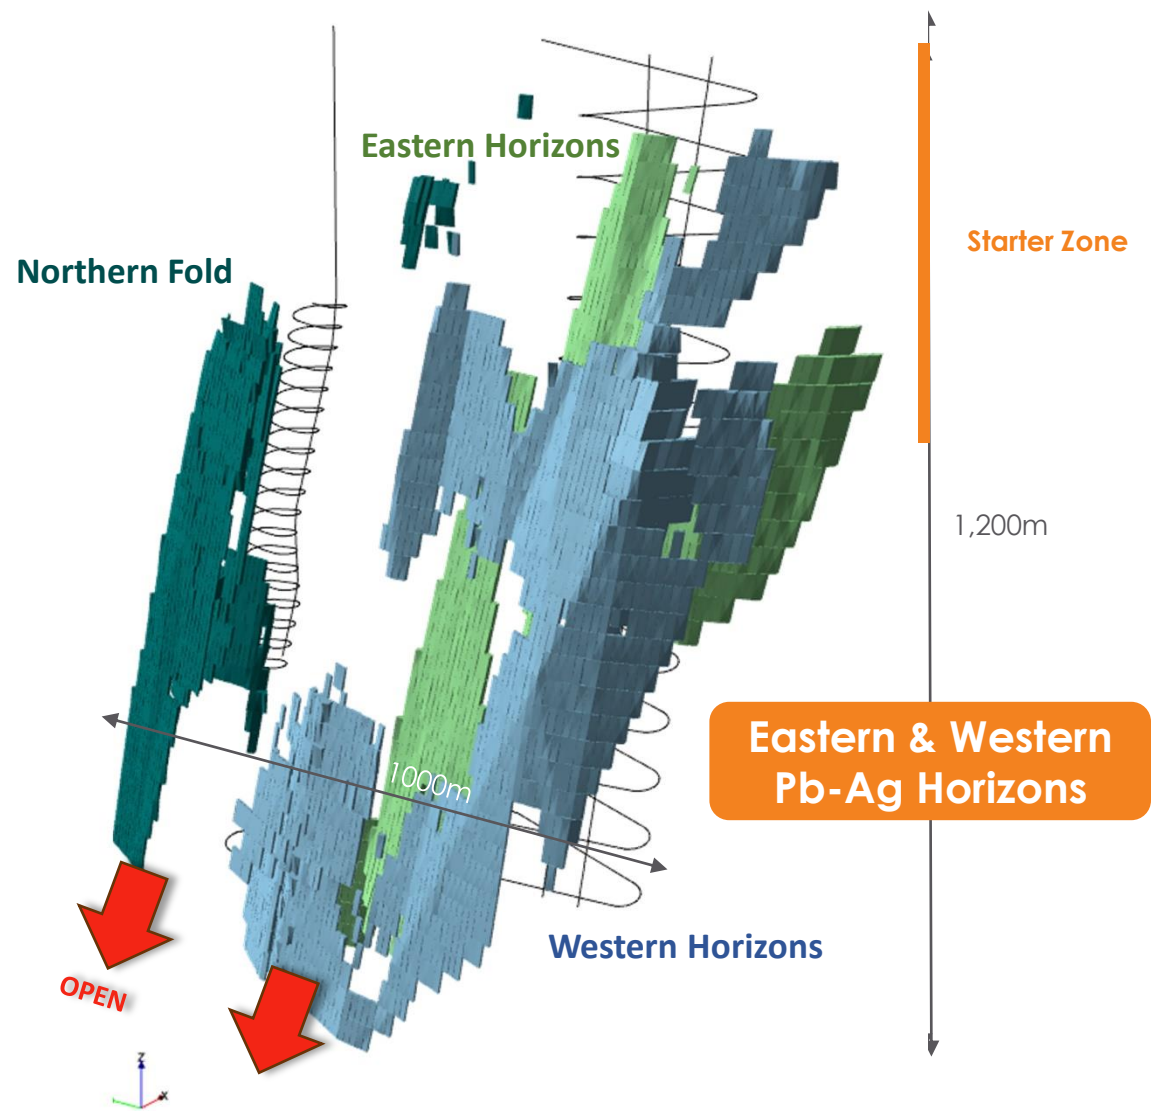 Eastern Horizons
Northern Fold
Starter Zone
1,200m
Eastern & Western
Pb-Ag Horizons
1000m
Western Horizons
OPEN
Z
X